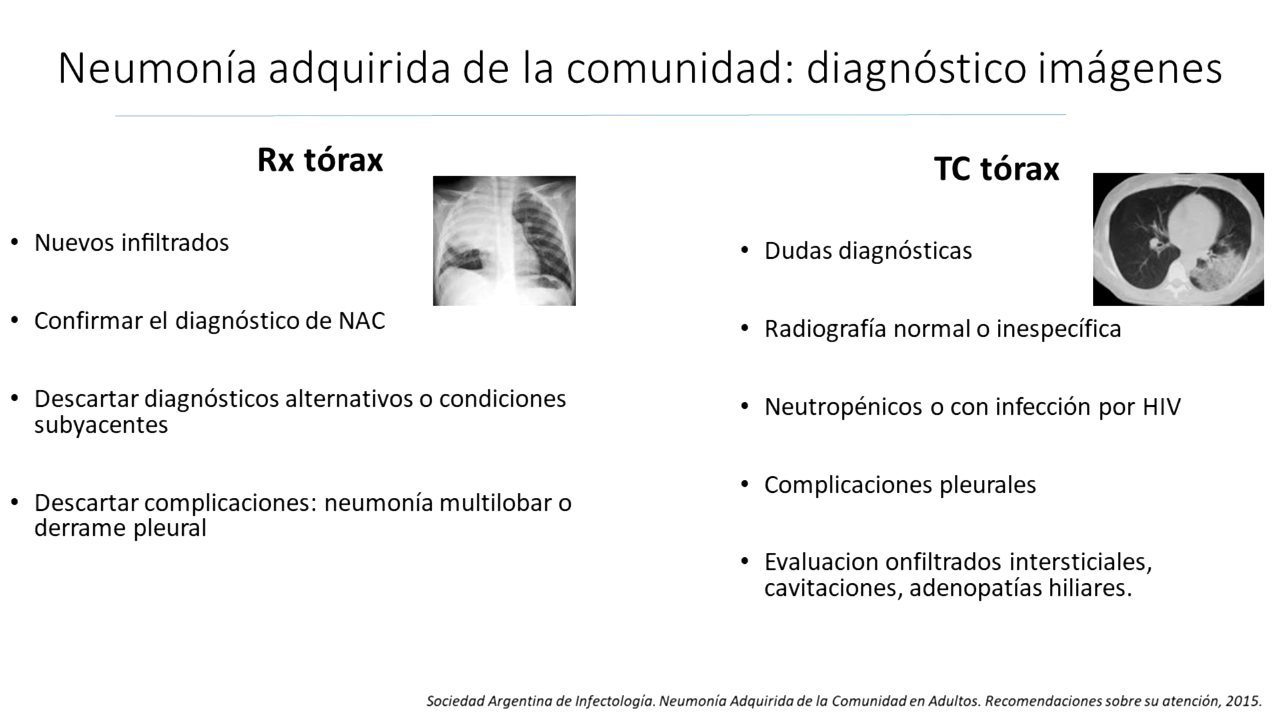 Neumonía adquirida de la comunidad: diagnóstico imágenes
Rx tórax
• Nuevos infiltrados
• Confirmar el diagnóstico de NAC
• Descartar diagnósticos alternativos o condiciones
subyacentes
• Descartar complicaciones: neumonía multilobar o
derrame pleural
TC tórax
• Dudas diagnósticas
• Radiografía normal o inespecífica
• Neutropénicos o con infección por HIV
• Complicaciones pleurales
• Evaluacion onfiltrados intersticiales,
cavitaciones, adenopatías hiliares.
Sociedad Argentina de Infectología. Neumonía Adquirida de la Comunidad en Adultos. Recomendaciones sobre su atención, 2015.